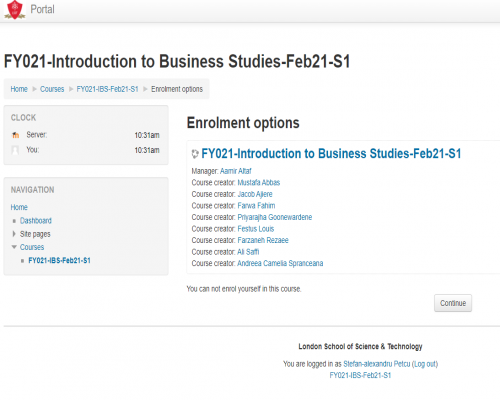 Portal
FY021-Introduction to Business Studies-Feb21-S1
Home ► Courses ► FY021-IBS-Feb21-S1 ► Enrolment options
CLOCK
Server: 10:31am
You: 10:31am
NAVIGATION
Home
Dashboard
Site pages
Courses
FY021-IBS-Feb21-S1
Enrolment options
FY021-Introduction to Business Studies-Feb21-S1
Manager: Aamir Altaf
Course creator: Mustafa Abbas
Course creator: Jacob Ajiere
Course creator: Farwa Fahim
Course creator: Priyarajha Goonewardene
Course creator: Festus Louis
Course creator: Farzaneh Rezaee
Course creator: Ali Saffi
Course creator: Andreea Camelia Spranceana
You can not enrol yourself in this course.
Continue
London School of Science & Technology
You are logged in as Stefan-alexandru Petcu (Log out)
FY021-IBS-Feb21-S1